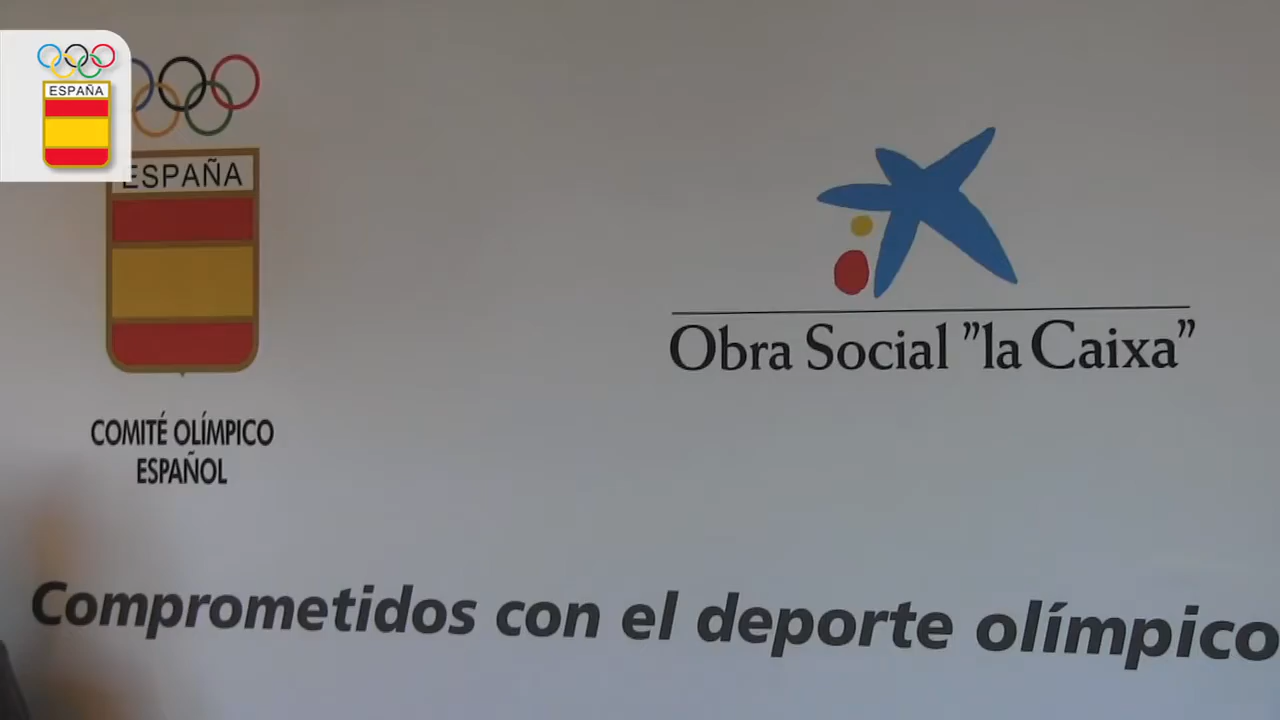 ESPAÑA
ESPAÑA
COMITÉ OLÍMPICO
ESPAÑOL
Obra Social "la Caixa"
Comprometidos con el deporte olímpico